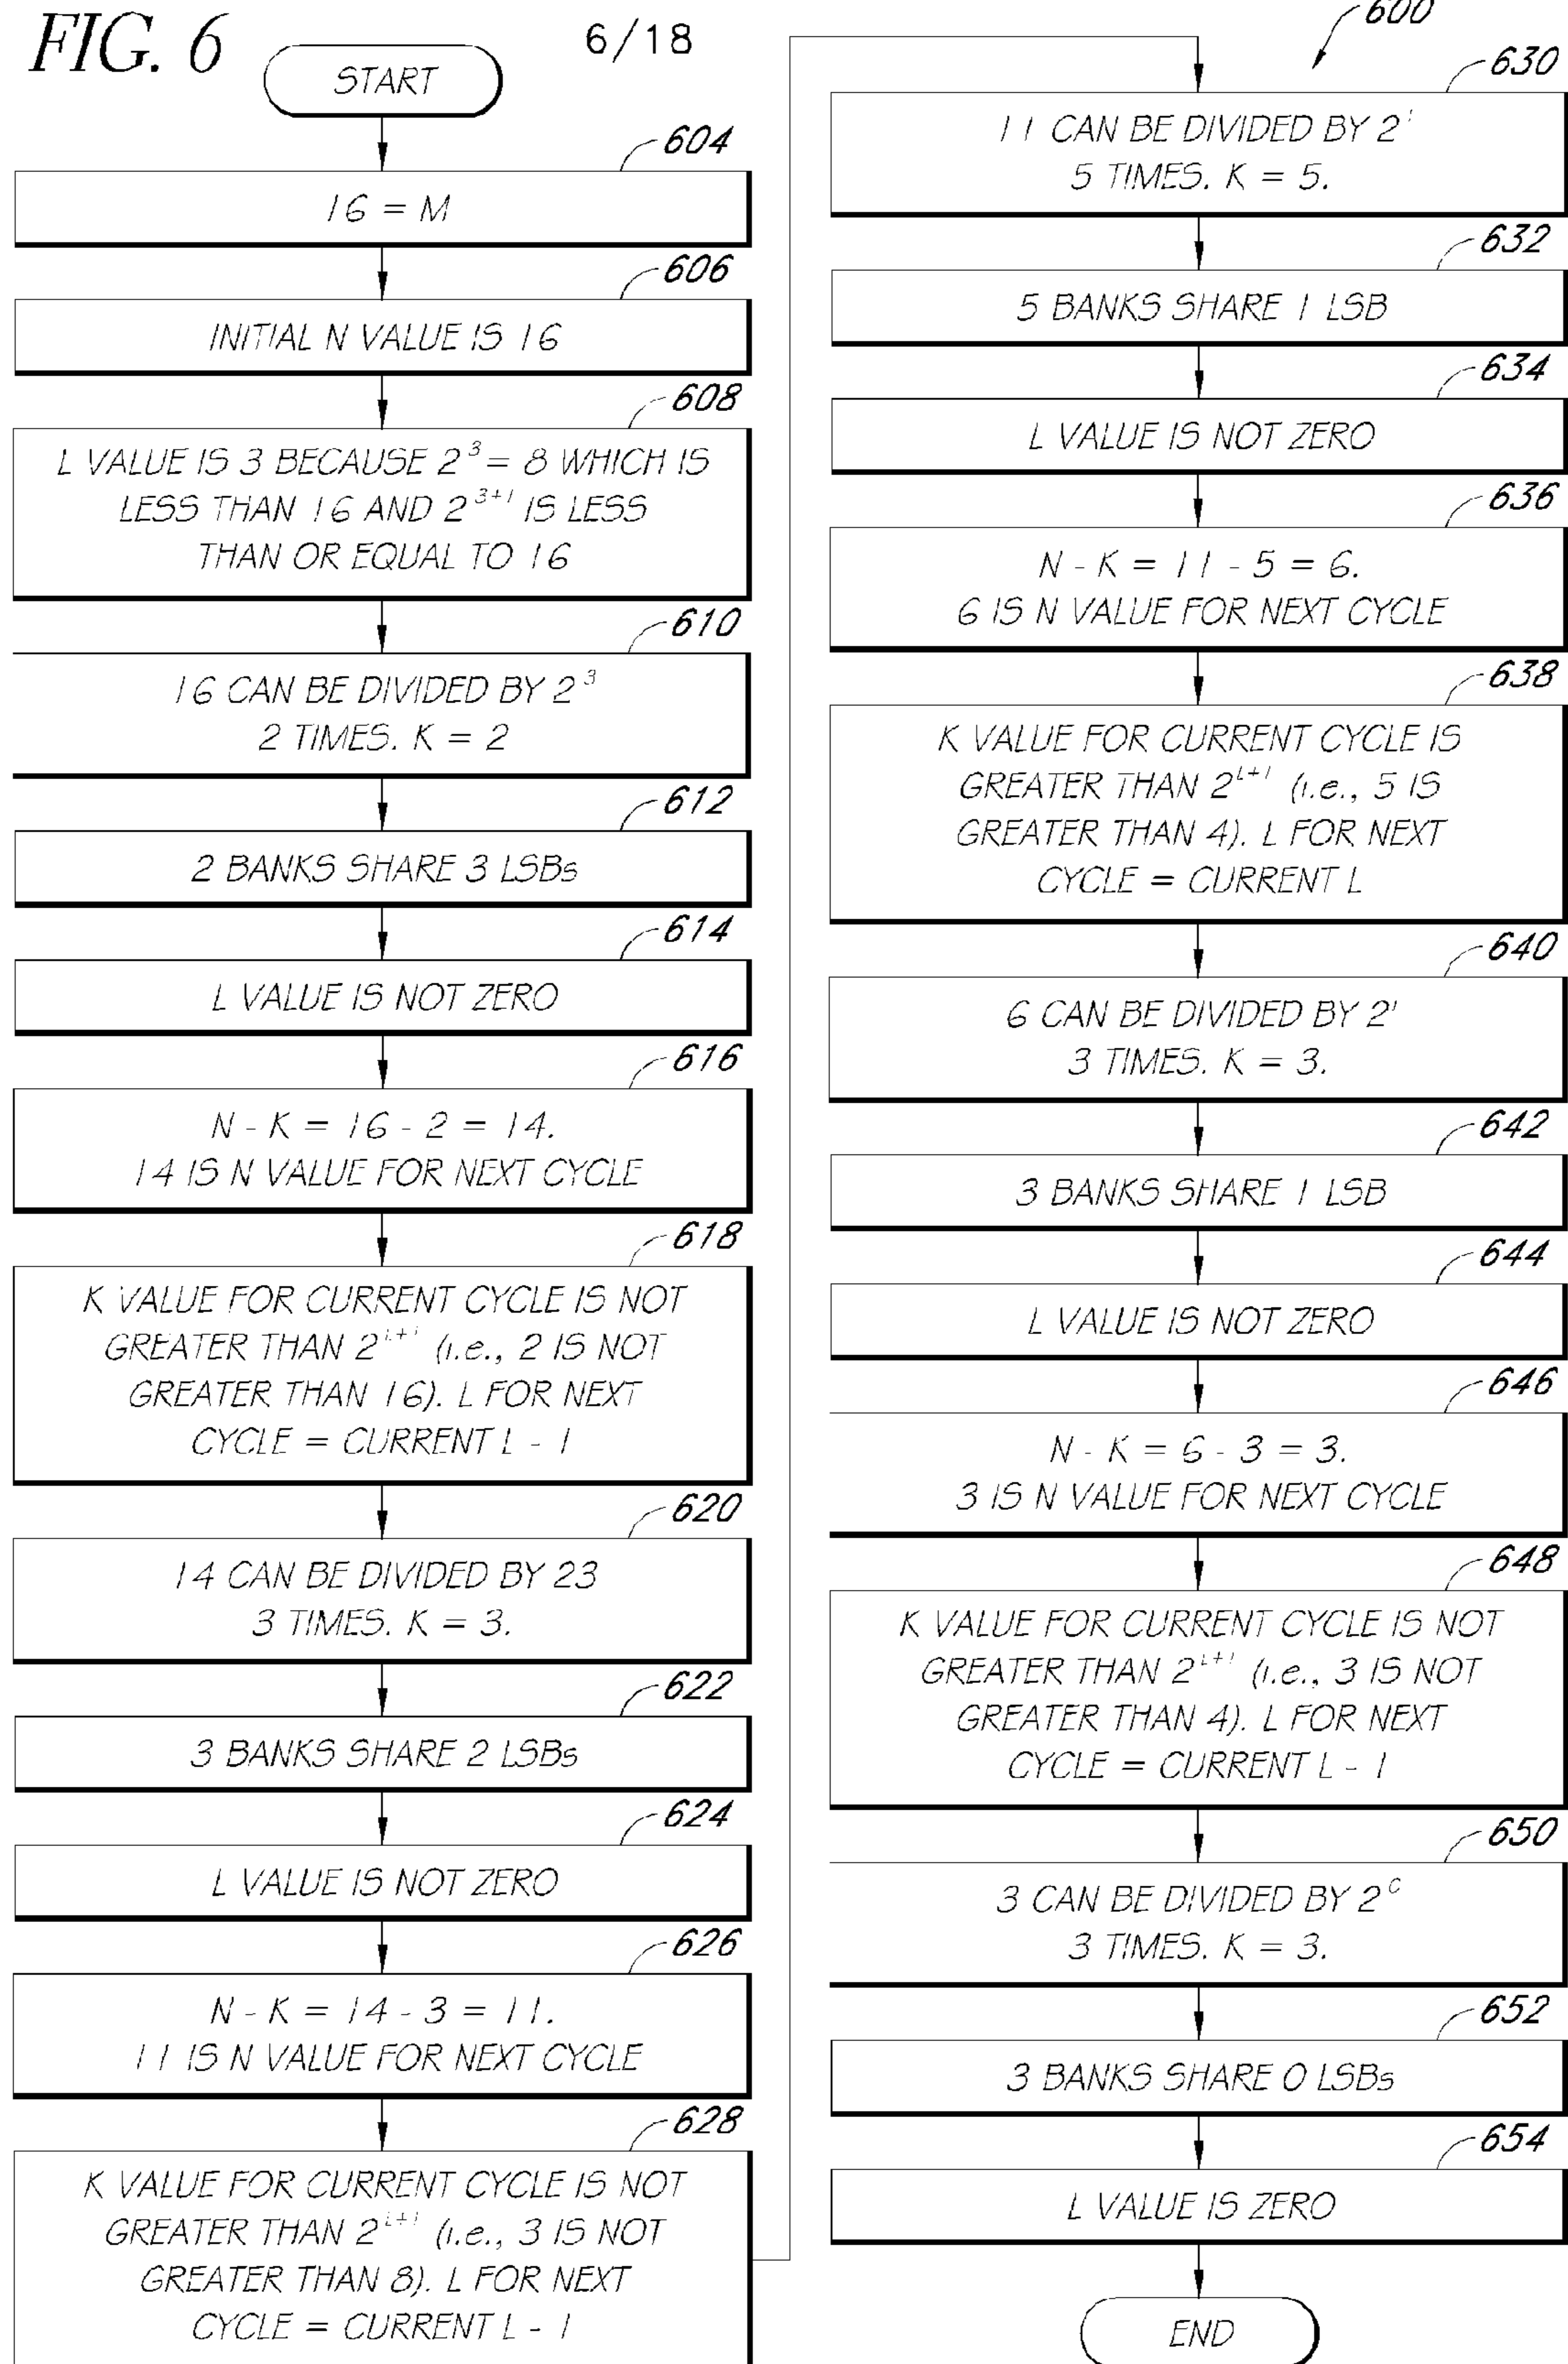 FIG. 6
6/18
600
START
604
16 = M
606
INITIAL N VALUE IS 16
608
L VALUE IS 3 BECAUSE 2³ = 8 WHICH IS
LESS THAN 16 AND 2³⁺¹ IS LESS
THAN OR EQUAL TO 16
610
16 CAN BE DIVIDED BY 2³
2 TIMES. K = 2
612
2 BANKS SHARE 3 LSBs
614
L VALUE IS NOT ZERO
616
N - K = 16 - 2 = 14.
14 IS N VALUE FOR NEXT CYCLE
618
K VALUE FOR CURRENT CYCLE IS NOT
GREATER THAN 2ᴸ⁺¹ (i.e., 2 IS NOT
GREATER THAN 16). L FOR NEXT
CYCLE = CURRENT L - 1
620
14 CAN BE DIVIDED BY 23
3 TIMES. K = 3.
622
3 BANKS SHARE 2 LSBs
624
L VALUE IS NOT ZERO
626
N - K = 14 - 3 = 11.
11 IS N VALUE FOR NEXT CYCLE
628
K VALUE FOR CURRENT CYCLE IS NOT
GREATER THAN 2ᴸ⁺¹ (i.e., 3 IS NOT
GREATER THAN 8). L FOR NEXT
CYCLE = CURRENT L - 1
630
11 CAN BE DIVIDED BY 2¹
5 TIMES. K = 5.
632
5 BANKS SHARE 1 LSB
634
L VALUE IS NOT ZERO
636
N - K = 11 - 5 = 6.
6 IS N VALUE FOR NEXT CYCLE
638
K VALUE FOR CURRENT CYCLE IS
GREATER THAN 2ᴸ⁺¹ (i.e., 5 IS
GREATER THAN 4). L FOR NEXT
CYCLE = CURRENT L
640
6 CAN BE DIVIDED BY 2¹
3 TIMES. K = 3.
642
3 BANKS SHARE 1 LSB
644
L VALUE IS NOT ZERO
646
N - K = 6 - 3 = 3.
3 IS N VALUE FOR NEXT CYCLE
648
K VALUE FOR CURRENT CYCLE IS NOT
GREATER THAN 2ᴸ⁺¹ (i.e., 3 IS NOT
GREATER THAN 4). L FOR NEXT
CYCLE = CURRENT L - 1
650
3 CAN BE DIVIDED BY 2⁰
3 TIMES. K = 3.
652
3 BANKS SHARE 0 LSBs
654
L VALUE IS ZERO
END